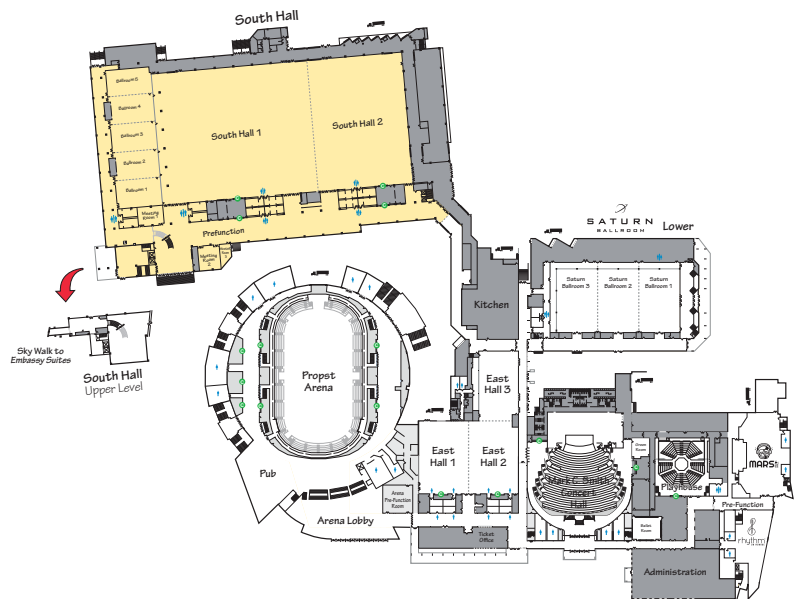 South Hall
Ballroom 5
Ballroom 4
Ballroom 3
Ballroom 2
Ballroom 1
South Hall 1
South Hall 2
Meeting
Room 1
Prefunction
Meeting
Room 2
Sky Walk to
Embassy Suites
South Hall
Upper Level
SATURN
BALLROOM
Lower
Saturn
Ballroom 3
Saturn
Ballroom 2
Saturn
Ballroom 1
Kitchen
Propst
Arena
East
Hall 3
East
Hall 1
East
Hall 2
Pub
Arena
Pre-Function
Room
Arena Lobby
Ticket
Office
Mark C. Smith
Concert
Hall
Green
Room
Playhouse
MARS
Pre-Function
Ballet
Room
rhythm
Administration